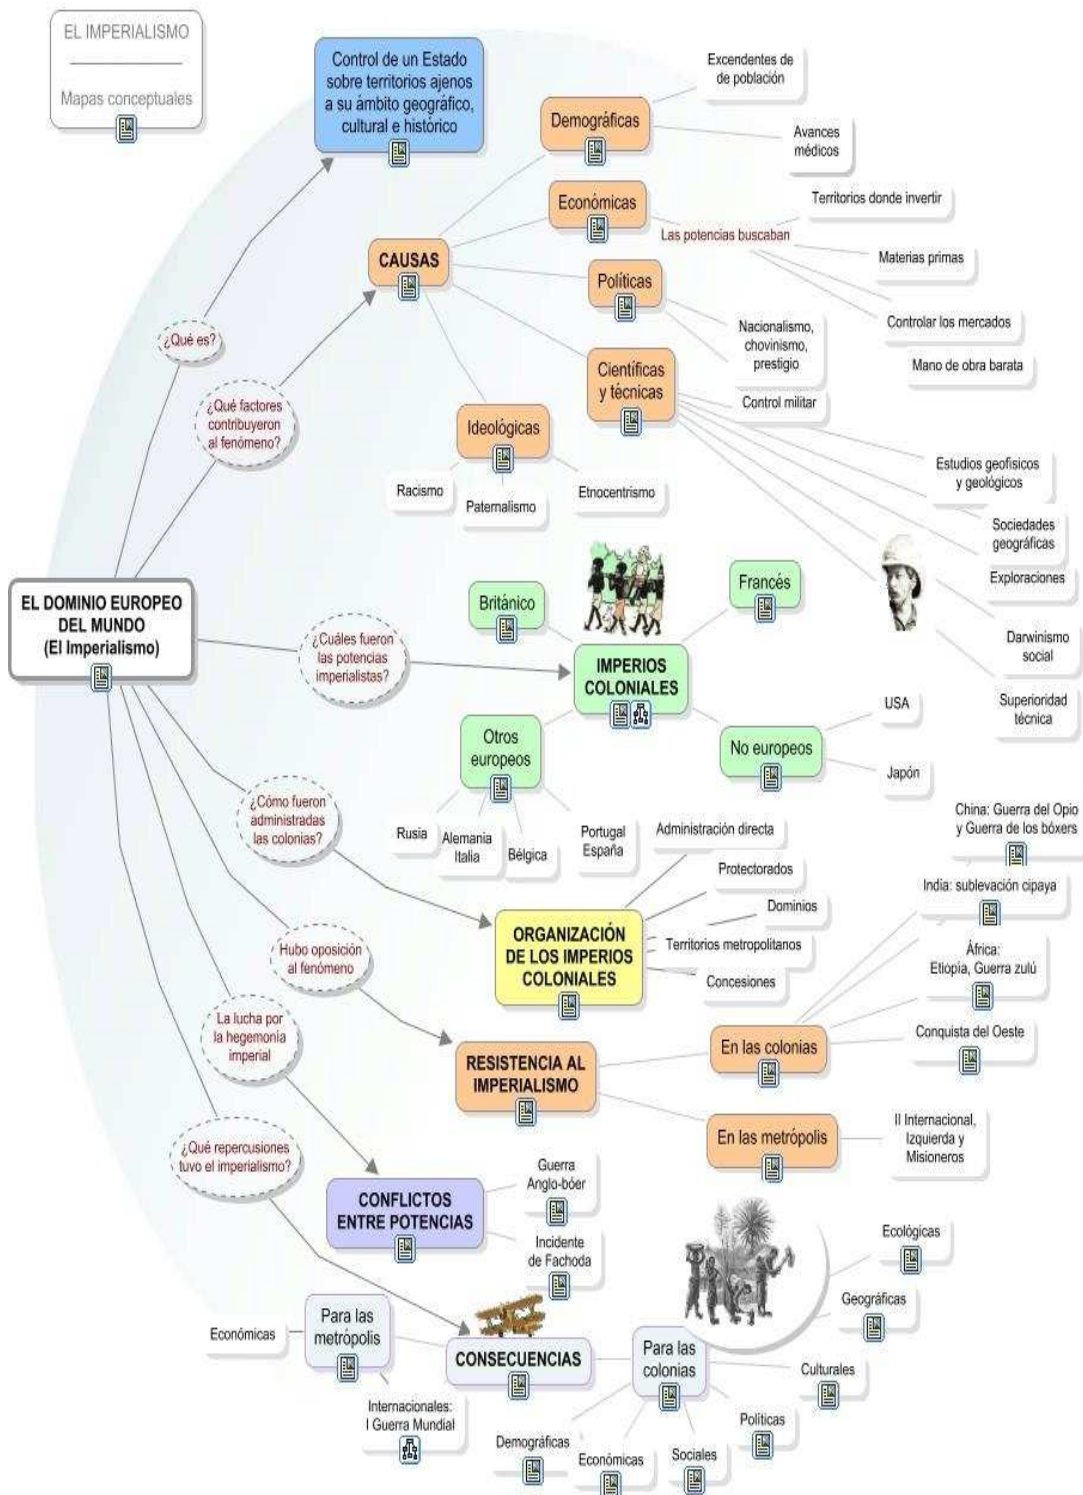 EL IMPERIALISMO
Mapas conceptuales
Control de un Estado
sobre territorios ajenos
a su ámbito geográfico,
cultural e histórico
Demográficas
Excendentes de
de población
Avances
médicos
Económicas
Las potencias buscaban
Territorios donde invertir
Materias primas
Controlar los mercados
Mano de obra barata
CAUSAS
Políticas
Nacionalismo,
chovinismo,
prestigio
Control militar
Científicas
y técnicas
Estudios geofisicos
y geológicos
Sociedades
geográficas
Exploraciones
Darwinismo
social
Superioridad
técnica
Ideológicas
Racismo
Paternalismo
Etnocentrismo
¿Qué es?
¿Qué factores
contribuyeron
al fenómeno?
EL DOMINIO EUROPEO
DEL MUNDO
(El Imperialismo)
¿Cuáles fueron
las potencias
imperialistas?
Británico
Francés
IMPERIOS
COLONIALES
Otros
europeos
Rusia
Alemania
Italia
Bélgica
Portugal
España
No europeos
USA
Japón
¿Cómo fueron
administradas
las colonias?
ORGANIZACIÓN
DE LOS IMPERIOS
COLONIALES
Administración directa
Protectorados
Dominios
Territorios metropolitanos
Concesiones
Hubo oposición
al fenómeno
RESISTENCIA AL
IMPERIALISMO
En las colonias
China: Guerra del Opio
y Guerra de los bóxers
India: sublevación cipaya
África:
Etiopía, Guerra zulú
Conquista del Oeste
En las metrópolis
II Internacional,
Izquierda y
Misioneros
La lucha por
la hegemonía
imperial
CONFLICTOS
ENTRE POTENCIAS
Guerra
Anglo-bóer
Incidente
de Fachoda
¿Qué repercusiones
tuvo el imperialismo?
CONSECUENCIAS
Para las
metrópolis
Económicas
Internacionales:
I Guerra Mundial
Para las
colonias
Ecológicas
Geográficas
Culturales
Políticas
Sociales
Económicas
Demográficas